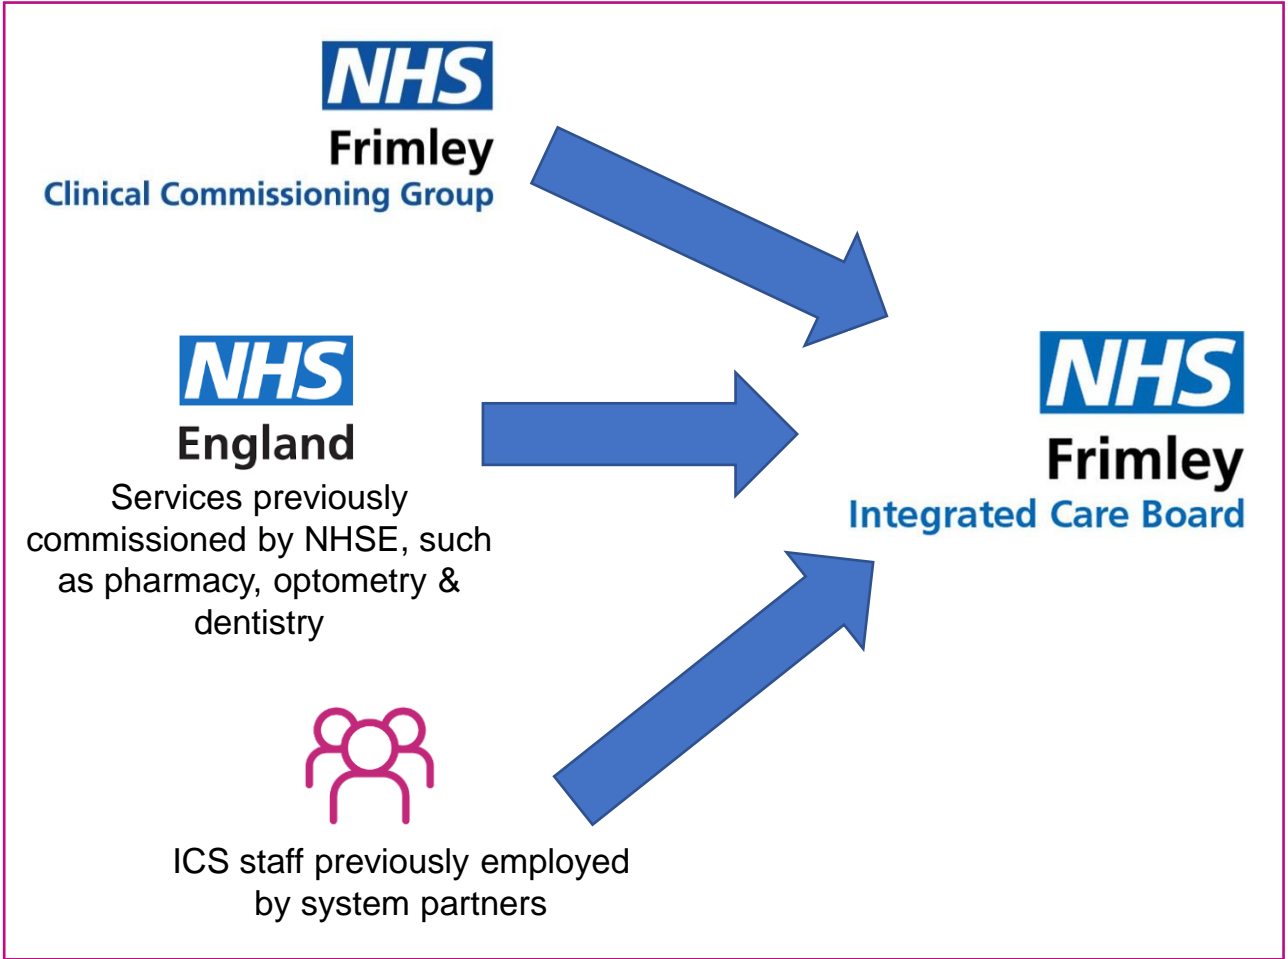 NHS
Frimley
Clinical Commissioning Group
NHS
England
Services previously
commissioned by NHSE, such
as pharmacy, optometry &
dentistry
ICS staff previously employed
by system partners
NHS
Frimley
Integrated Care Board